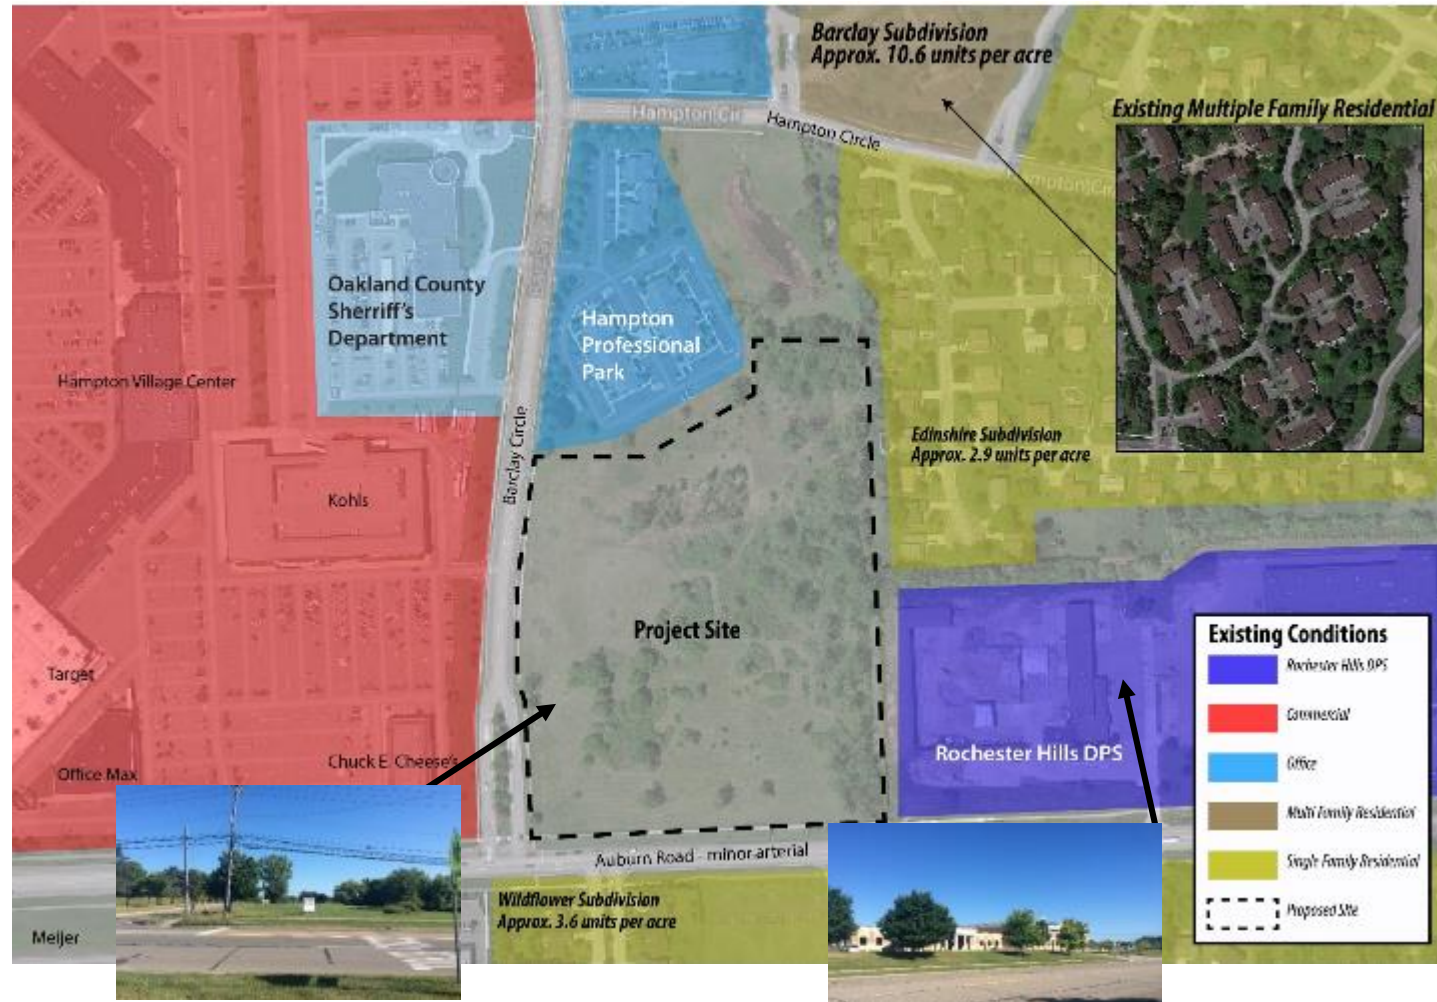 Barclay Subdivision
Approx. 10.6 units per acre
Existing Multiple Family Residential
Hampton Cir
Hampton Circle
Hampton Cir
Oakland County
Sherriff's
Department
Hampton
Professional
Park
Hampton Village Center
Barclay Circle
Edinshire Subdivision
Approx. 2.9 units per acre
Kohls
Project Site
Target
Office Max
Chuck E. Cheese's
Rochester Hills DPS
Auburn Road - minor arterial
Wildflower Subdivision
Approx. 3.6 units per acre
Meijer
Existing Conditions
Rochester Hills DPS
Commercial
Office
Multi Family Residential
Single Family Residential
Proposed Site